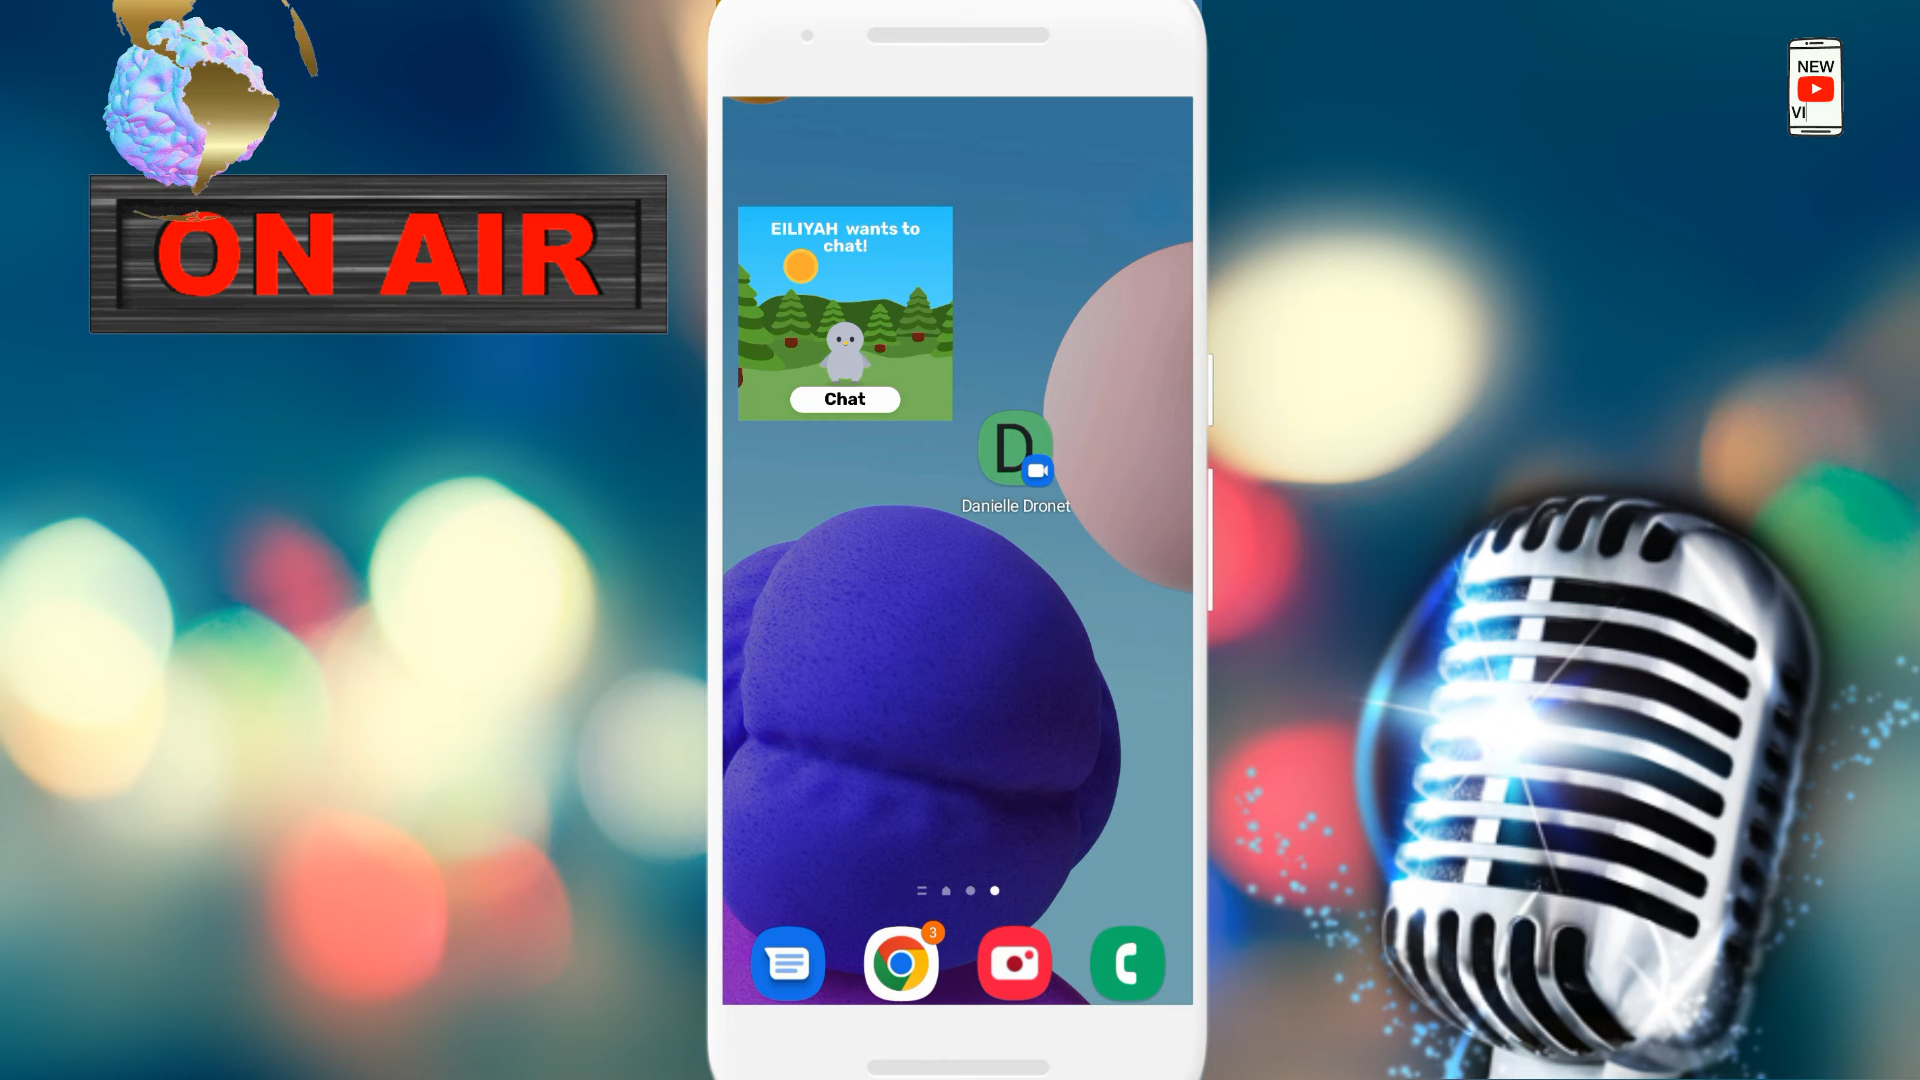 NEW
VI
ON AIR
EILIYAH wants to
chat!
Chat
D
Danielle Dronet
3